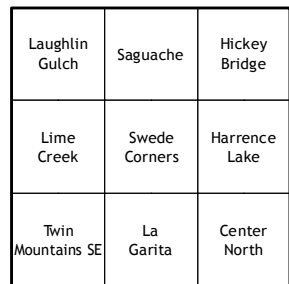 Laughlin
Gulch
Saguache
Hickey
Bridge
Lime
Creek
Swede
Corners
Harrence
Lake
Twin
Mountains SE
La
Garita
Center
North